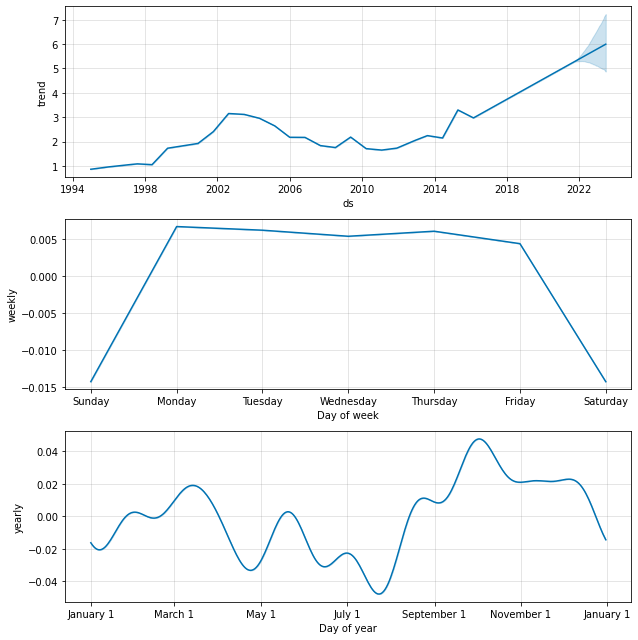 7
6
5
4
3
2
1
trend
1994 1998 2002 2006 2010 2014 2018 2022
ds
0.005
0.000
−0.005
−0.010
−0.015
weekly
Sunday Monday Tuesday Wednesday Thursday Friday Saturday
Day of week
0.04
0.02
0.00
−0.02
−0.04
yearly
January 1 March 1 May 1 July 1 September 1 November 1 January 1
Day of year